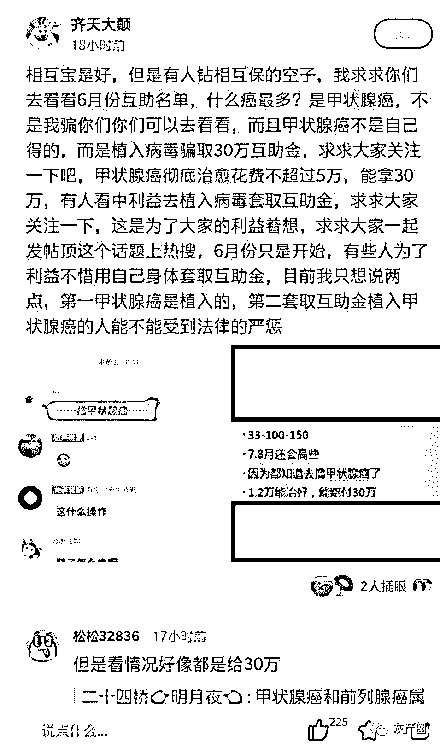 齐天大颠
18小时前
相互宝是好，但是有人钻相互保的空子，我求求你们
去看看6月份互助名单，什么癌最多？是甲状腺癌，不
是我骗你们你们可以去看看，而且甲状腺癌不是自己
得的，而是植入病毒骗取30万互助金，求求大家关注
一下吧，甲状腺癌彻底治愈花费不超过5万，能拿30
万，有人看中利益去植入病毒套取互助金，求求大家
关注一下，这是为了大家的利益着想，求求大家一起
发帖顶这个话题上热搜，6月份只是开始，有些人为了
利益不惜用自己身体套取互助金，目前我只想说两
点，第一甲状腺癌是植入的，第二套取互助金植入甲
状腺癌的人能不能受到法律的严惩
·33-100-150
·7.8月还会高些
·因为都知道去搞甲状腺癌了
·1.2万能治好，能赔付30万
这什么操作
2人插眼
松松32836 17小时前
但是看情况好像都是给30万
二十四桥明月夜：甲状腺癌和前列腺癌属
说点什么...
225